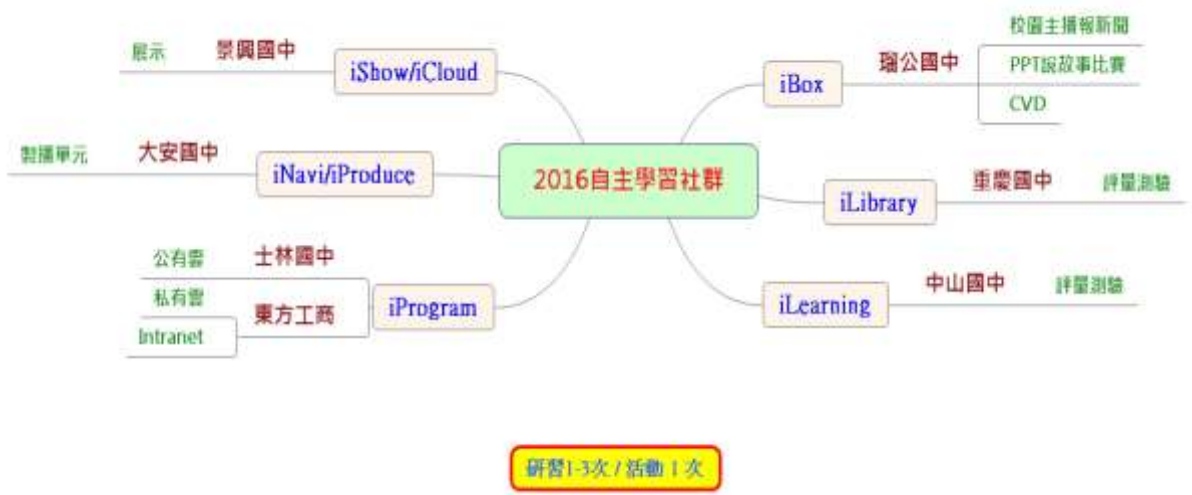 2016自主學習社群
iShow/iCloud
景興國中
展示
iNavi/iProduce
大安國中
製播單元
iProgram
士林國中
公有雲
東方工商
私有雲
Intranet
iBox
瑠公國中
校園主播報新聞
PPT說故事比賽
CVD
iLibrary
重慶國中
評量測驗
iLearning
中山國中
評量測驗
研習1-3次 / 活動 1 次